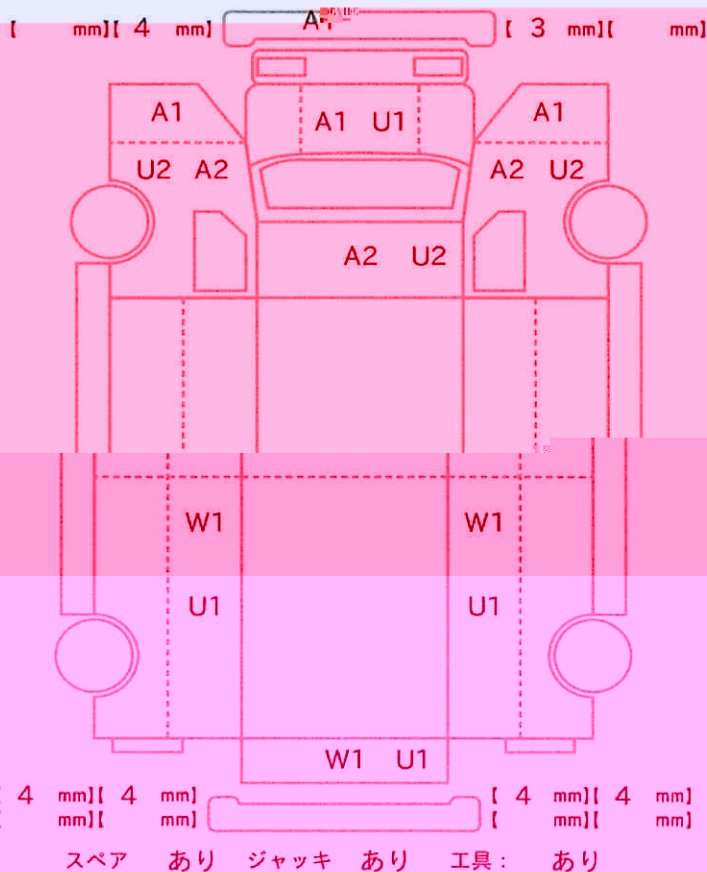 【 mm】【 4 mm】 【 3 mm】【 mm】
A1 A1 U1 A1
U2 A2 A2 U2
A2 U2
W1 W1
U1 U1
W1 U1
4 mm】【 4 mm】 【 4 mm】【 4 mm】
mm】【 mm】 【 mm】【 mm】
スペア あり ジャッキ あり 工具： あり